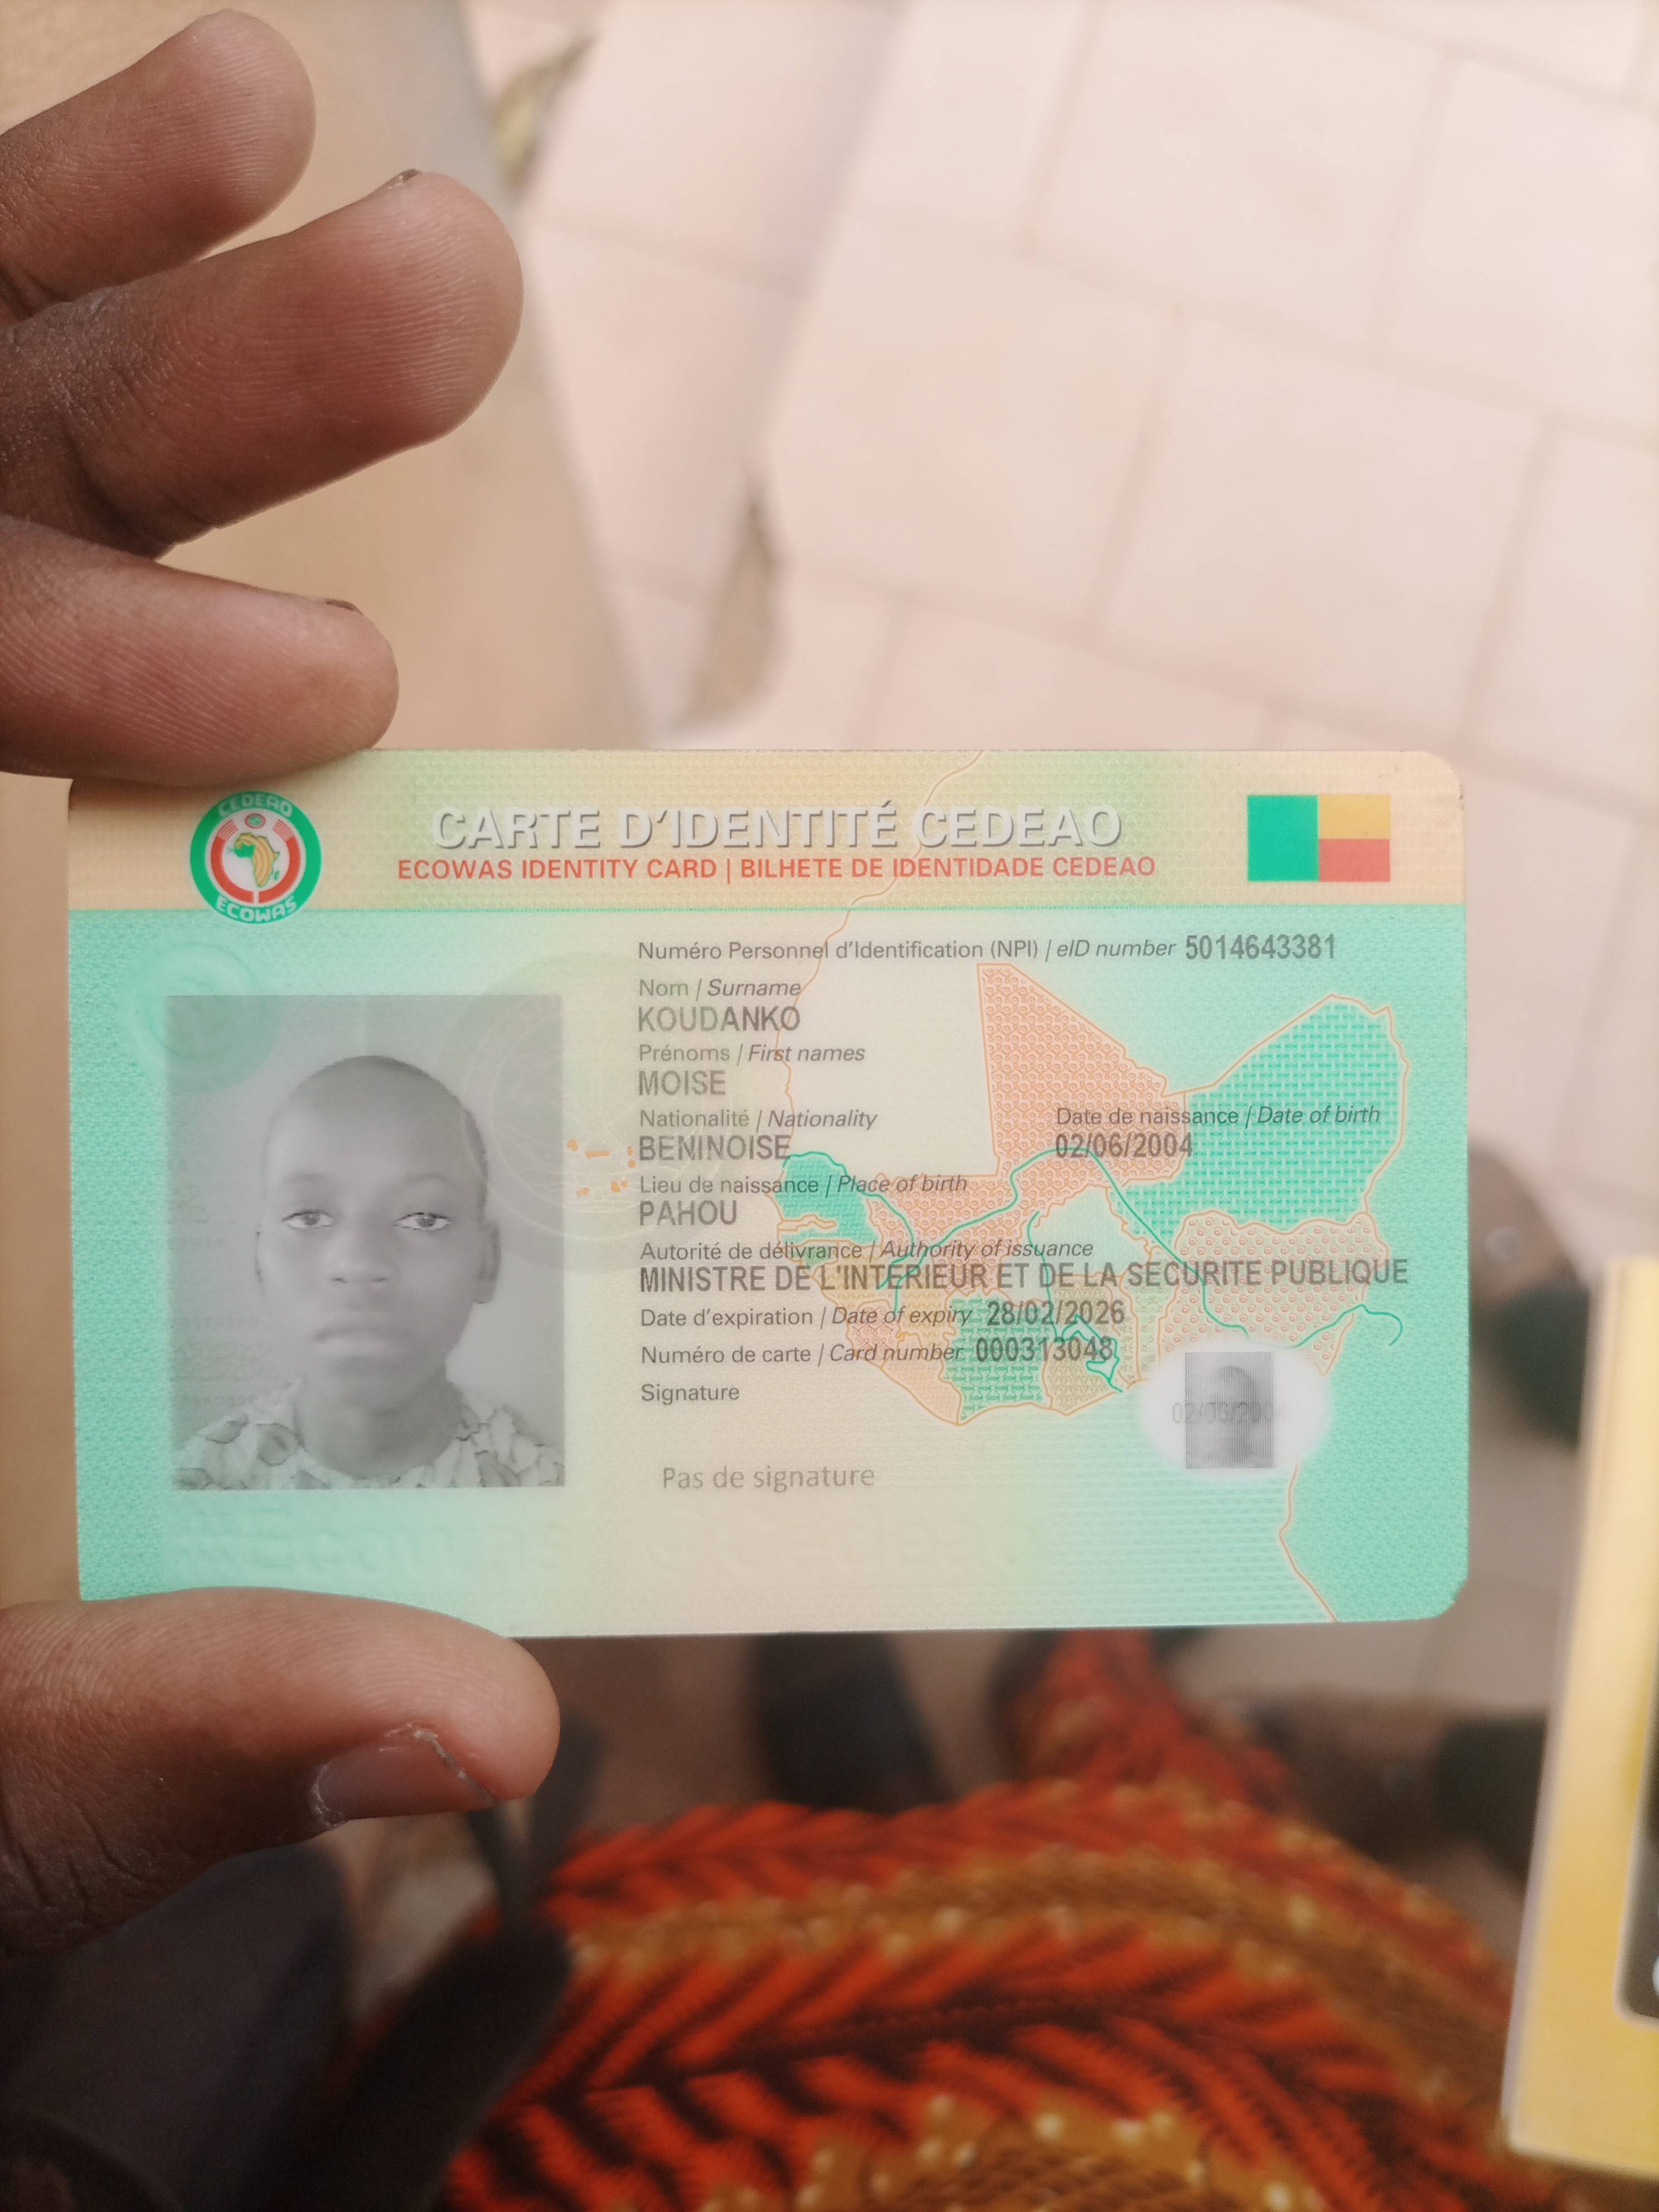 CEDEAO
ECOWAS
CARTE D'IDENTITÉ CEDEAO
ECOWAS IDENTITY CARD | BILHETE DE IDENTIDADE CEDEAO
Numéro Personnel d'Identification (NPI) / eID number 5014643381
Nom / Surname
KOUDANKO
Prénoms / First names
MOISE
Nationalité / Nationality
BENINOISE
Date de naissance / Date of birth
02/06/2004
Lieu de naissance / Place of birth
PAHOU
Autorité de délivrance / Authority of issuance
MINISTRE DE L'INTERIEUR ET DE LA SECURITE PUBLIQUE
Date d'expiration / Date of expiry 28/02/2026
Numéro de carte / Card number 000313048
Signature
Pas de signature
02/06/2004
Ecowas Cedeao